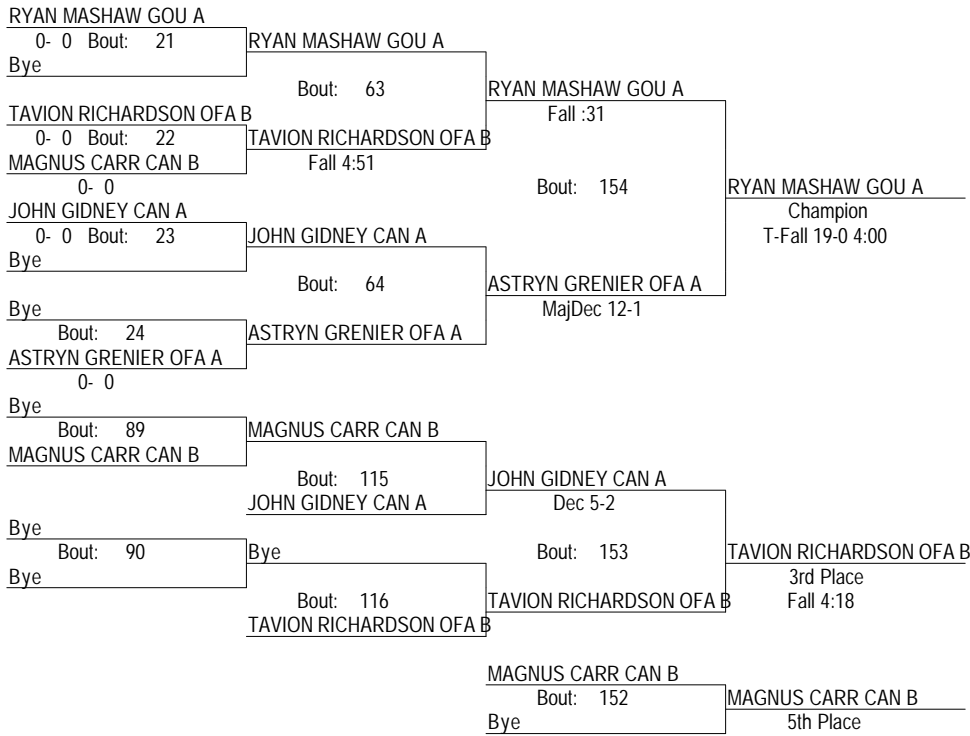 RYAN MASHAW GOU A
0- 0 Bout: 21
Bye
RYAN MASHAW GOU A
Bout: 63
TAVION RICHARDSON OFA B
0- 0 Bout: 22
MAGNUS CARR CAN B
0- 0
TAVION RICHARDSON OFA B
Fall 4:51
RYAN MASHAW GOU A
Fall :31
Bout: 154
RYAN MASHAW GOU A
Champion
T-Fall 19-0 4:00
JOHN GIDNEY CAN A
0- 0 Bout: 23
Bye
JOHN GIDNEY CAN A
Bout: 64
Bye
Bout: 24
ASTRYN GRENIER OFA A
0- 0
ASTRYN GRENIER OFA A
ASTRYN GRENIER OFA A
MajDec 12-1
Bye
Bout: 89
MAGNUS CARR CAN B
MAGNUS CARR CAN B
Bout: 115
JOHN GIDNEY CAN A
JOHN GIDNEY CAN A
Dec 5-2
Bye
Bout: 90
Bye
Bye
Bout: 116
TAVION RICHARDSON OFA B
Bout: 153
TAVION RICHARDSON OFA B
TAVION RICHARDSON OFA B
3rd Place
Fall 4:18
MAGNUS CARR CAN B
Bout: 152
Bye
MAGNUS CARR CAN B
5th Place